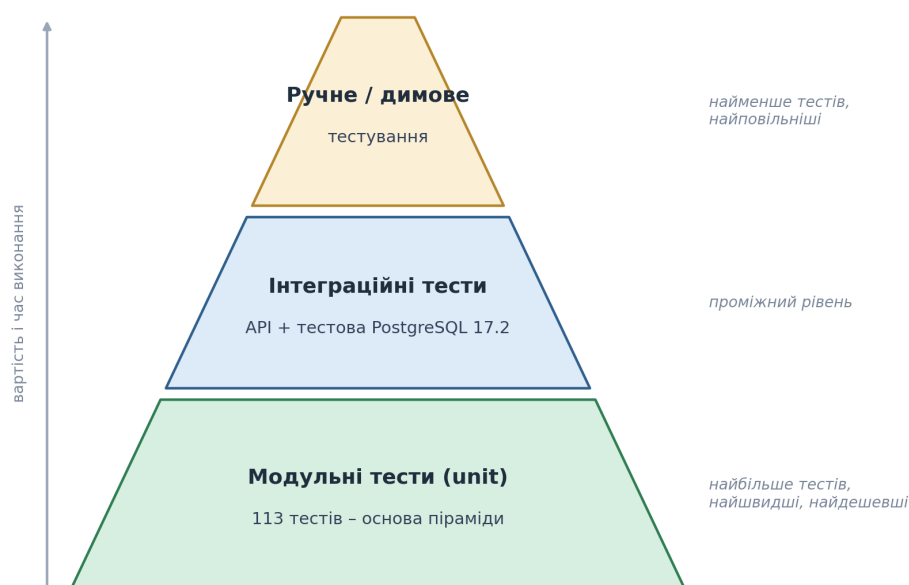 Ручне / димове
тестування
найменше тестів,
найповільніші
Інтеграційні тести
API + тестова PostgreSQL 17.2
проміжний рівень
вартість і час виконання
Модульні тести (unit)
113 тестів – основа піраміди
найбільше тестів,
найшвидші, найдешевші